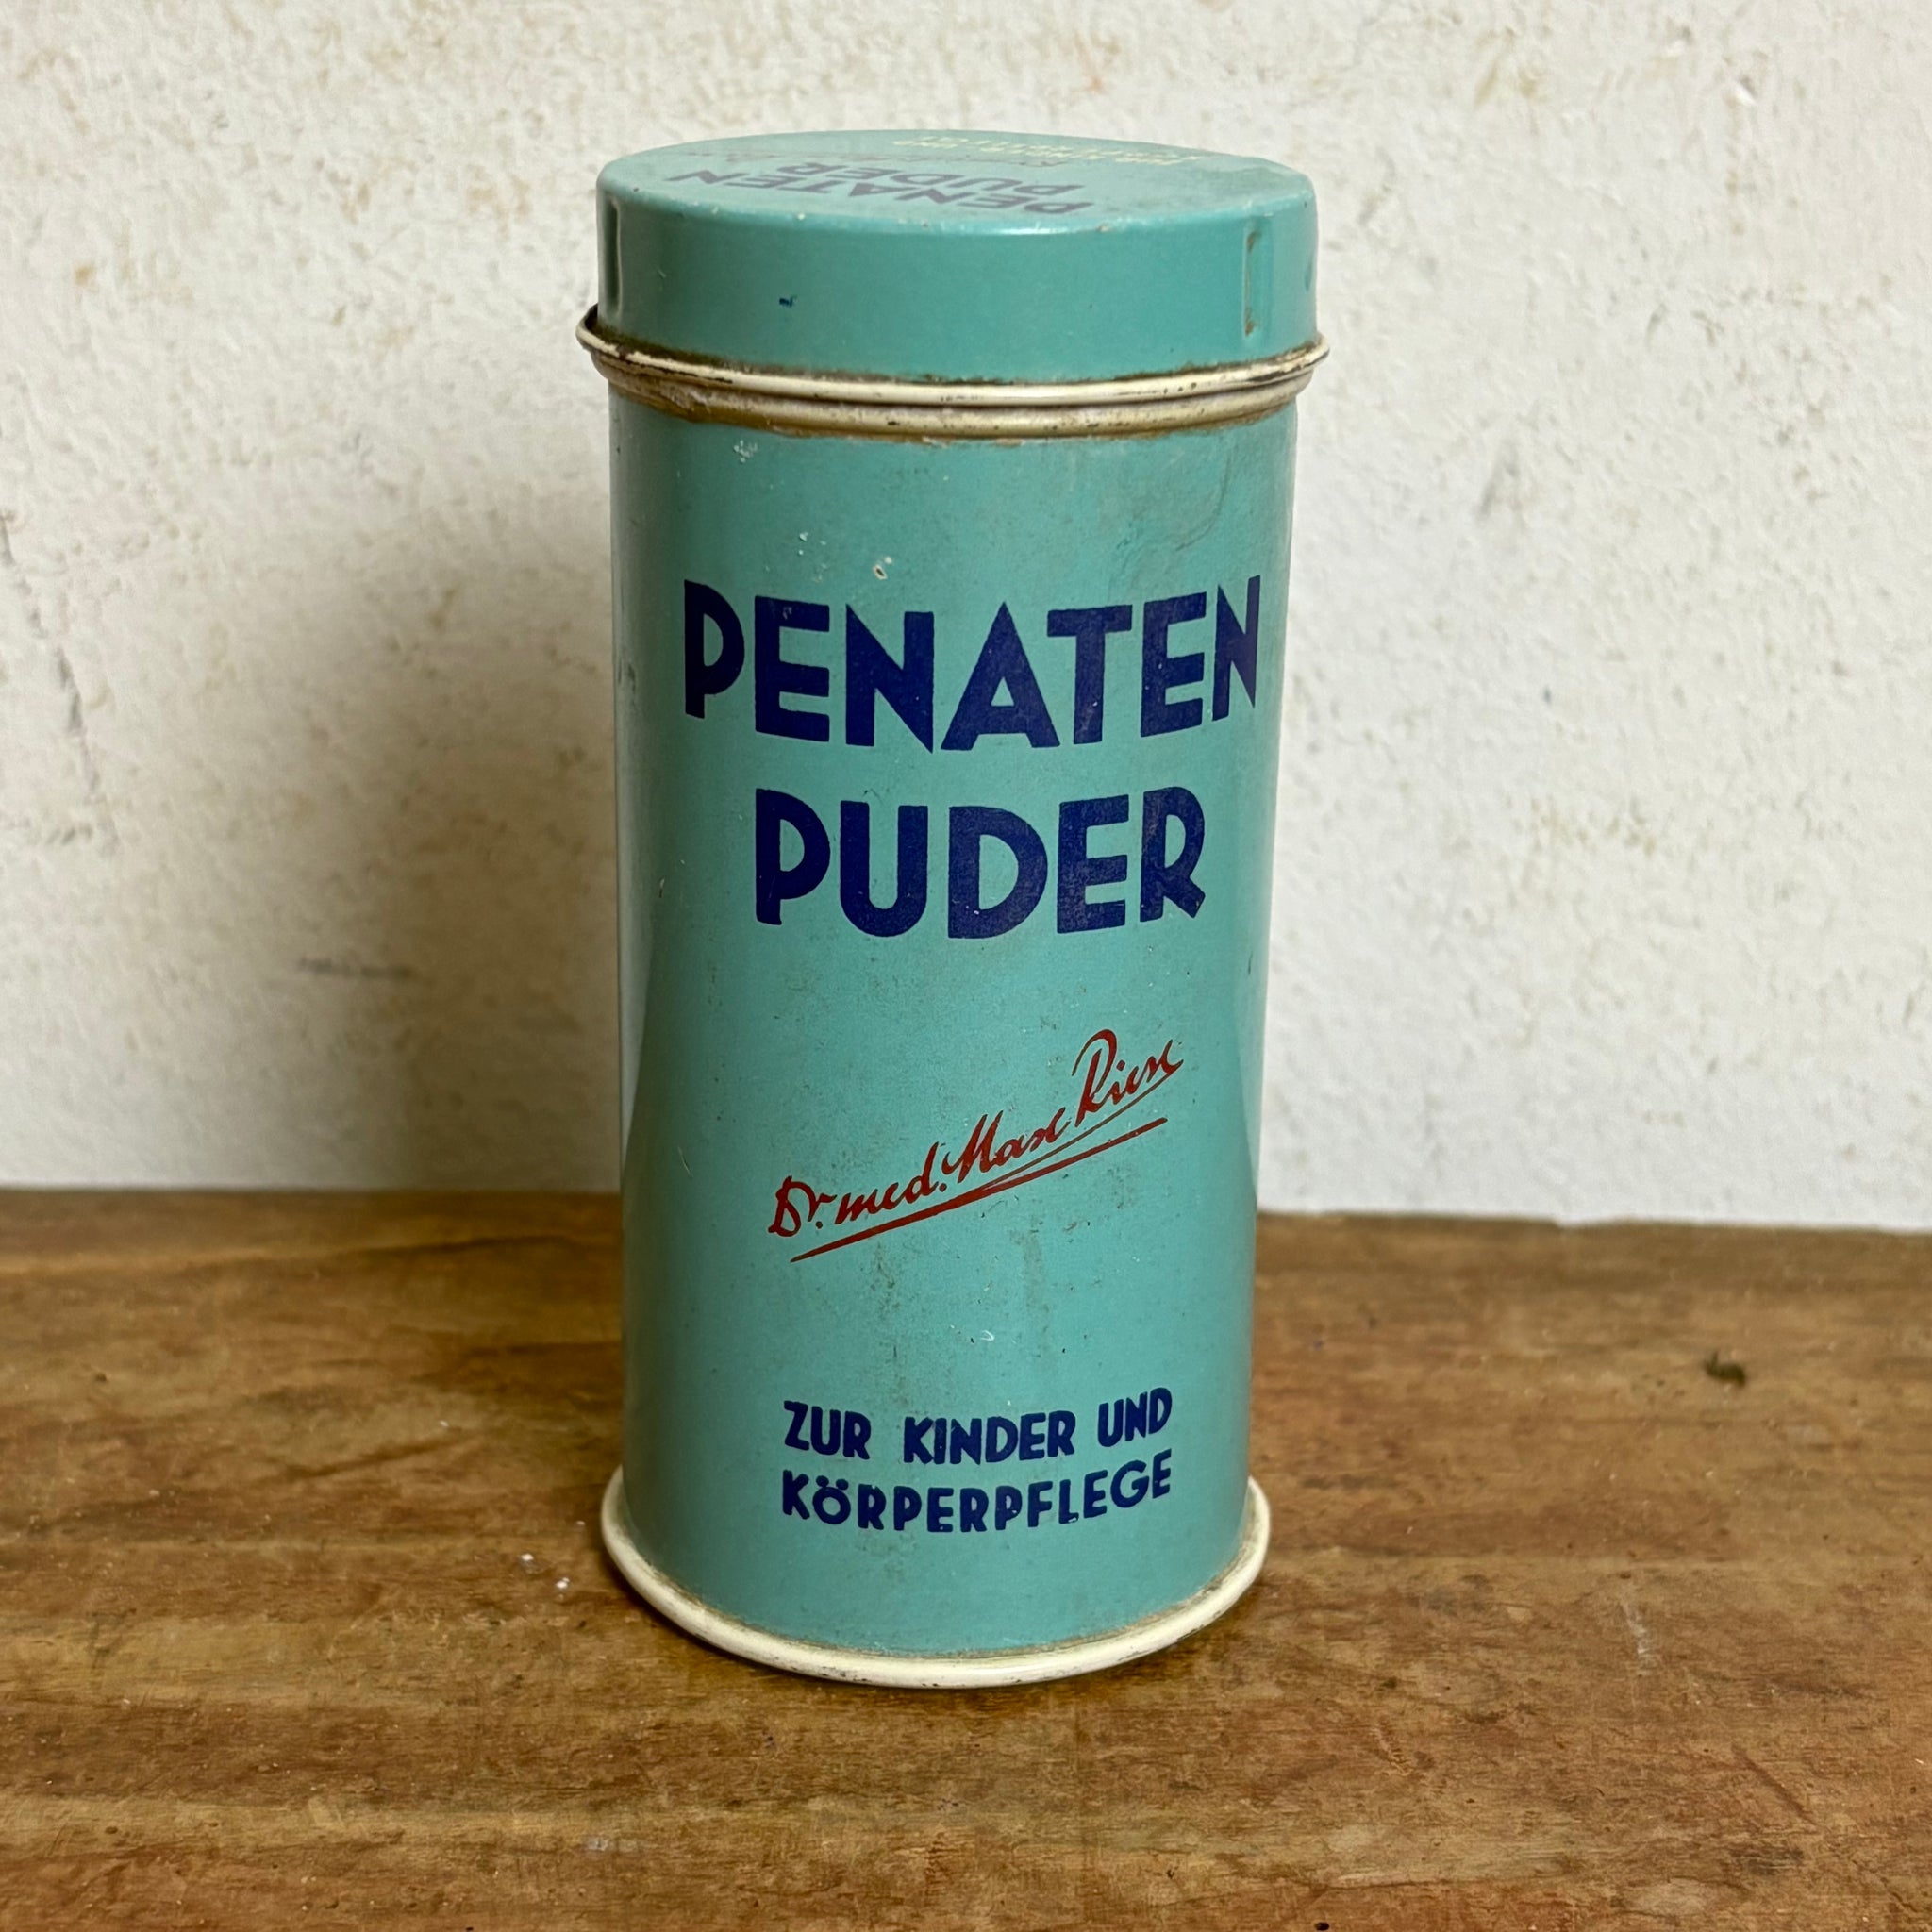 PENATEN
PUDER
PENATEN
PUDER
Dr. med. Max Riese
ZUR KINDER UND
KÖRPERPFLEGE